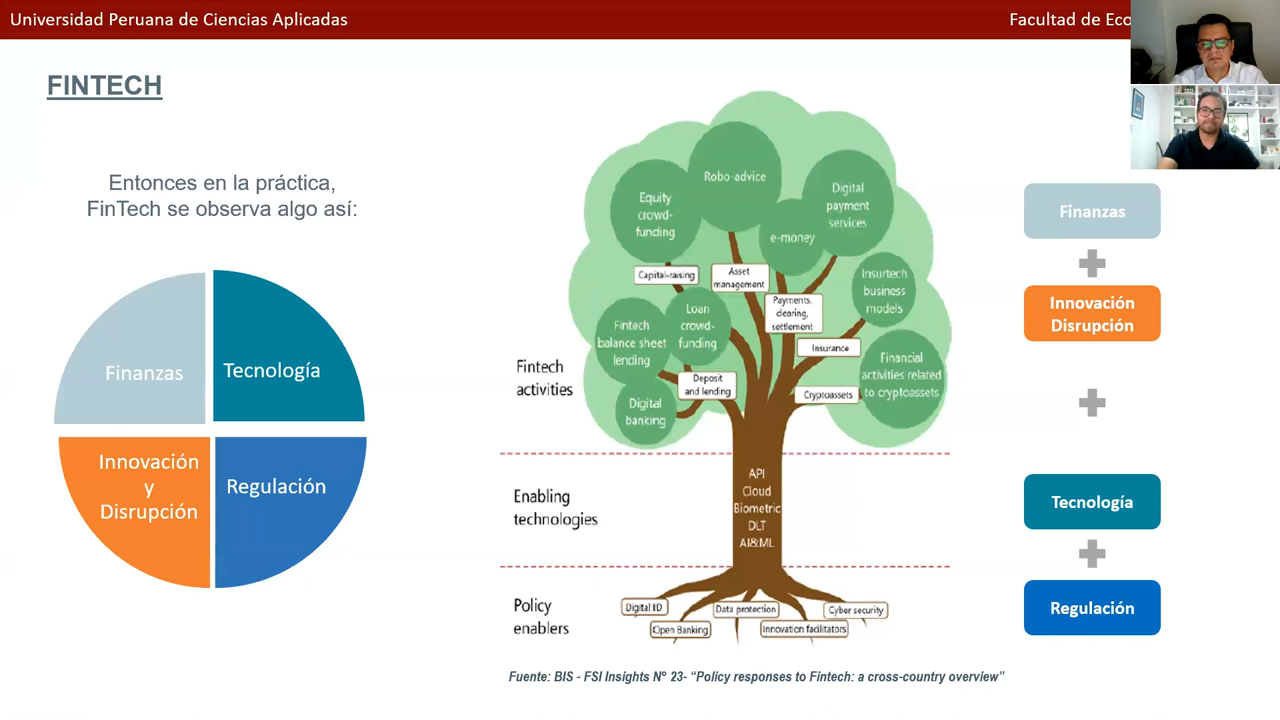 Universidad Peruana de Ciencias Aplicadas
Facultad de Eco
FINTECH
Entonces en la práctica,
FinTech se observa algo así:
Finanzas
Tecnología
Innovación
y
Disrupción
Regulación
Fintech
activities
Equity
crowd-
funding
Robo-advice
Digital
payment
services
e-money
Capital-raising
Asset
management
Payments,
clearing,
settlement
Insurtech
business
models
Fintech
balance sheet
lending
Loan
crowd-
funding
Insurance
Deposit
and lending
Financial
activities related
to cryptoassets
Cryptoassets
Digital
banking
Enabling
technologies
API
Cloud
Biometric
DLT
AI&ML
Policy
enablers
Digital ID
Data protection
Cyber security
Open Banking
Innovation facilitators
Fuente: BIS - FSI Insights N° 23- “Policy responses to Fintech: a cross-country overview”
Finanzas
Innovación
Disrupción
Tecnología
Regulación